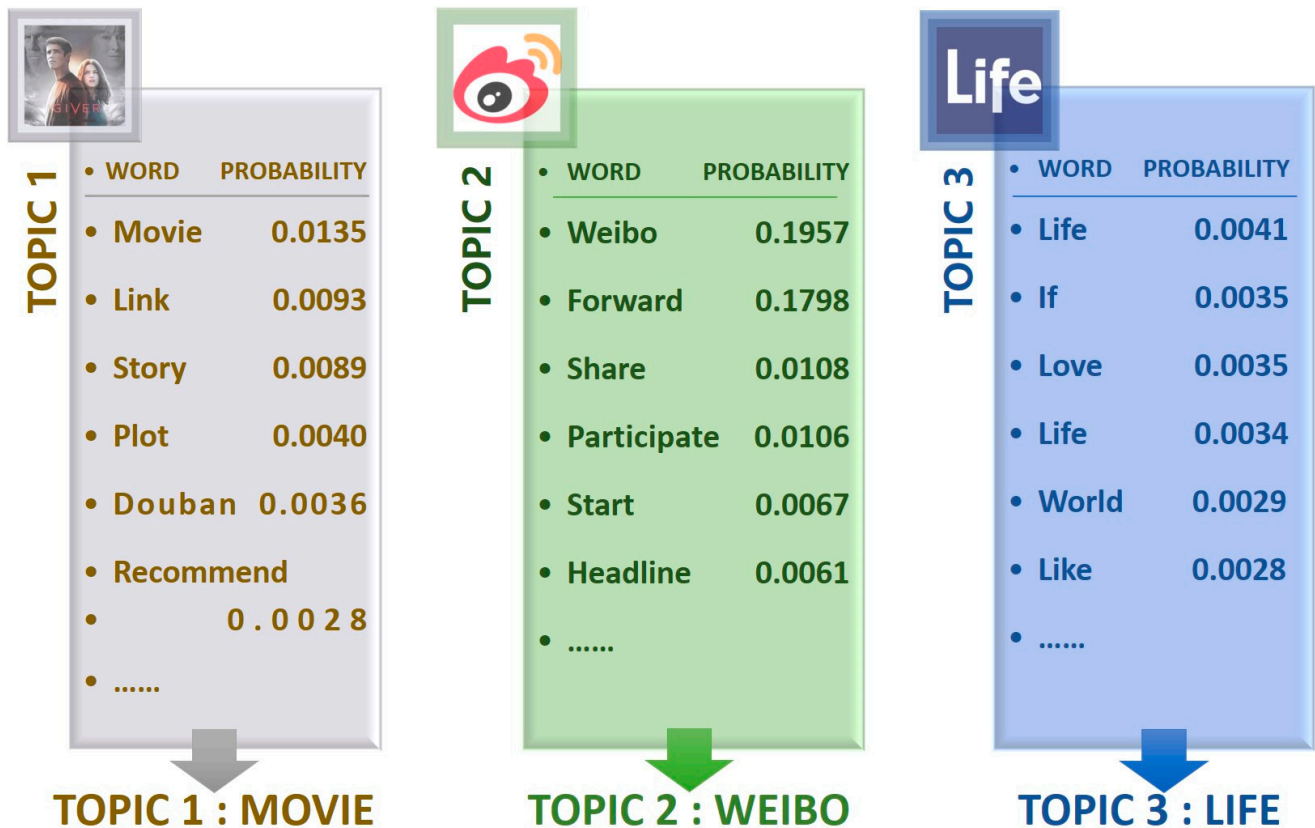 GIVER
TOPIC 1
• WORD PROBABILITY
• Movie 0.0135
• Link 0.0093
• Story 0.0089
• Plot 0.0040
• Douban 0.0036
• Recommend
• 0.0028
• ......
TOPIC 1 : MOVIE
TOPIC 2
• WORD PROBABILITY
• Weibo 0.1957
• Forward 0.1798
• Share 0.0108
• Participate 0.0106
• Start 0.0067
• Headline 0.0061
• ......
TOPIC 2 : WEIBO
Life
TOPIC 3
• WORD PROBABILITY
• Life 0.0041
• If 0.0035
• Love 0.0035
• Life 0.0034
• World 0.0029
• Like 0.0028
• ......
TOPIC 3 : LIFE